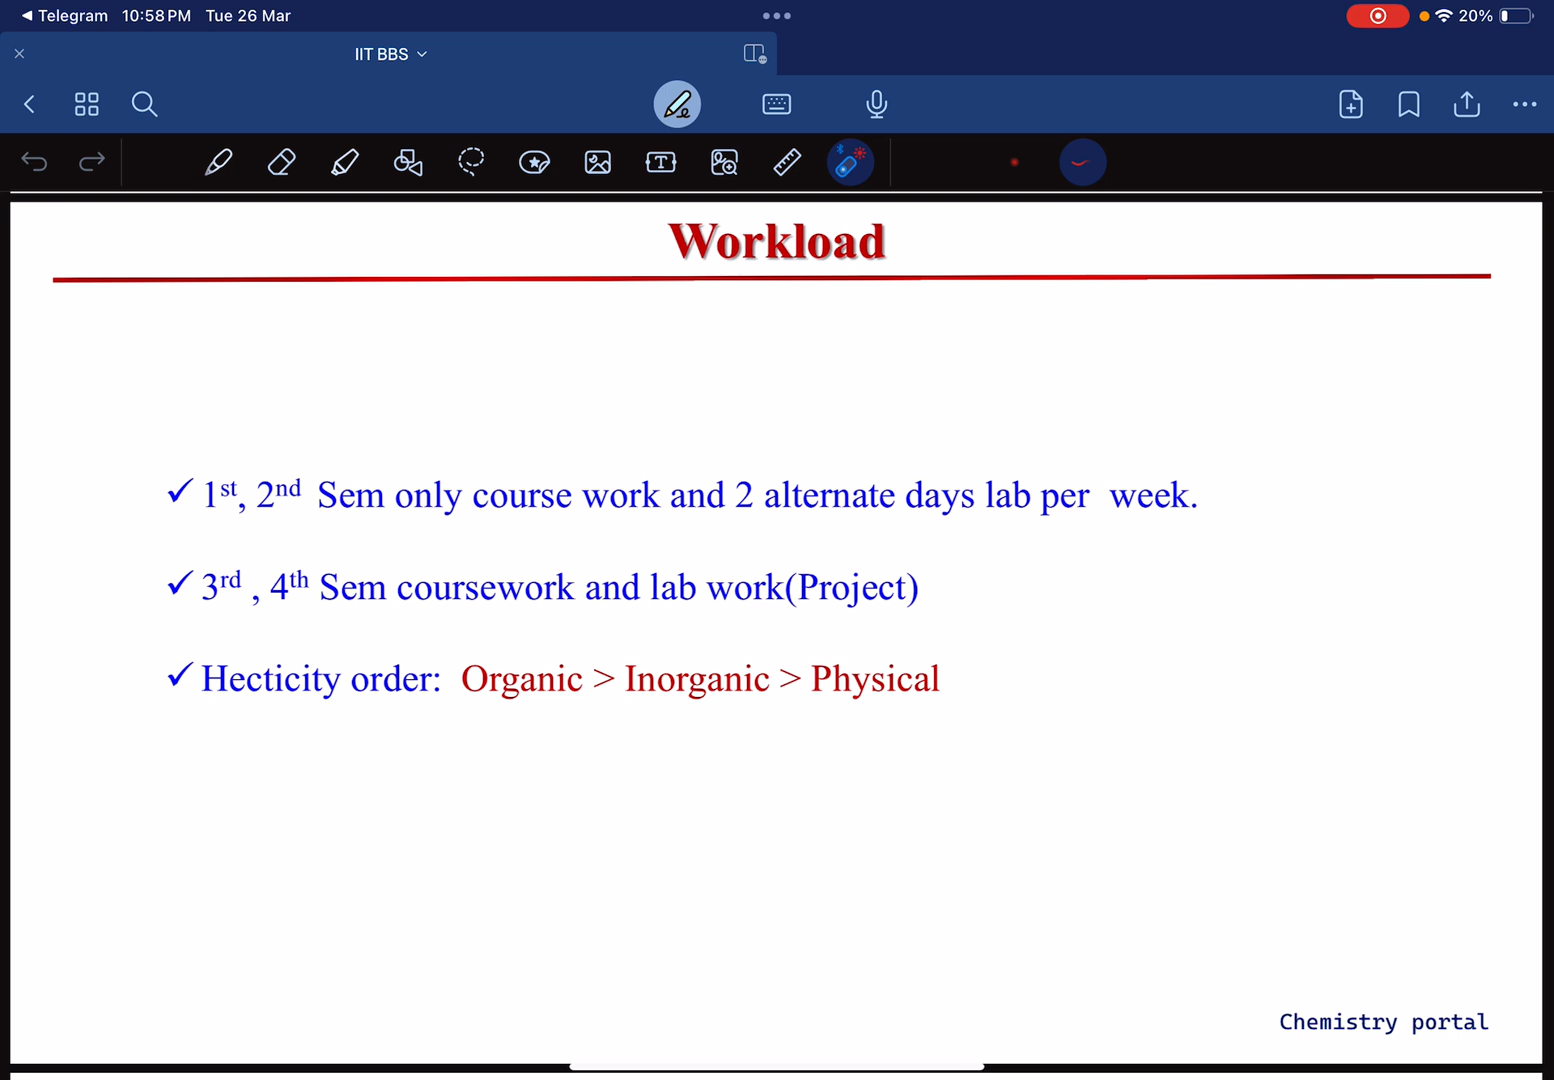 ◀ Telegram 10:58 PM Tue 26 Mar 20%
IIT BBS
Workload
✓ 1st, 2nd Sem only course work and 2 alternate days lab per week.
✓ 3rd , 4th Sem coursework and lab work(Project)
✓ Hecticity order: Organic > Inorganic > Physical
Chemistry portal